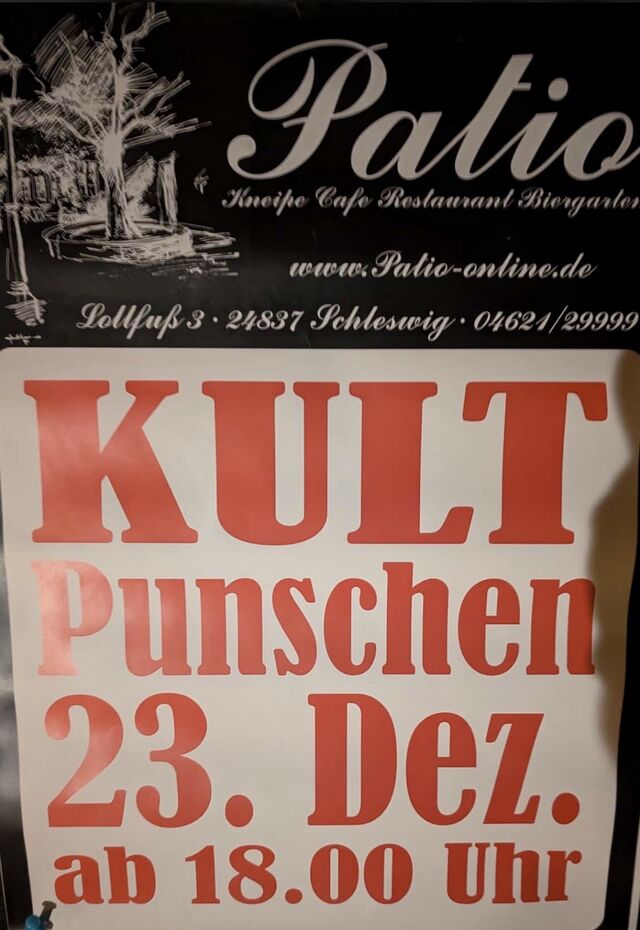 Patio
Kneipe Cafe Restaurant Biergarten
www.Patio-online.de
Lollfuß 3 · 24837 Schleswig · 04621/29999
KULT
Punschen
23. Dez.
ab 18.00 Uhr